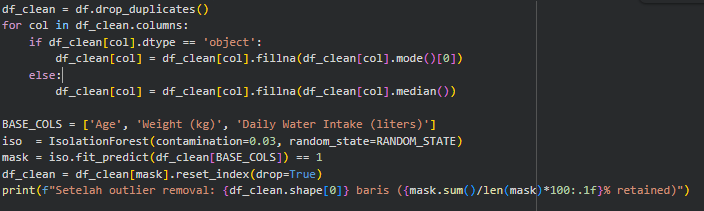 df_clean = df.drop_duplicates()
for col in df_clean.columns:
    if df_clean[col].dtype == 'object':
        df_clean[col] = df_clean[col].fillna(df_clean[col].mode()[0])
    else:
        df_clean[col] = df_clean[col].fillna(df_clean[col].median())

BASE_COLS = ['Age', 'Weight (kg)', 'Daily Water Intake (liters)']
iso  = IsolationForest(contamination=0.03, random_state=RANDOM_STATE)
mask = iso.fit_predict(df_clean[BASE_COLS]) == 1
df_clean = df_clean[mask].reset_index(drop=True)
print(f"Setelah outlier removal: {df_clean.shape[0]} baris ({mask.sum()/len(mask)*100:.1f}% retained)")